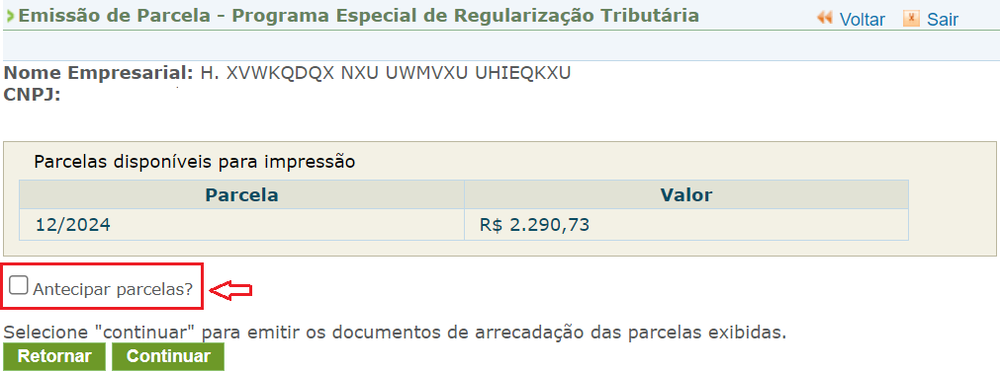 Emissão de Parcela - Programa Especial de Regularização Tributária
Voltar Sair
Nome Empresarial: H. XVWKQDQX NXU UWMVXU UHIEQKXU
CNPJ:
Parcelas disponíveis para impressão
Parcela Valor
12/2024 R$ 2.290,73
Antecipar parcelas?
Selecione "continuar" para emitir os documentos de arrecadação das parcelas exibidas.
Retornar Continuar